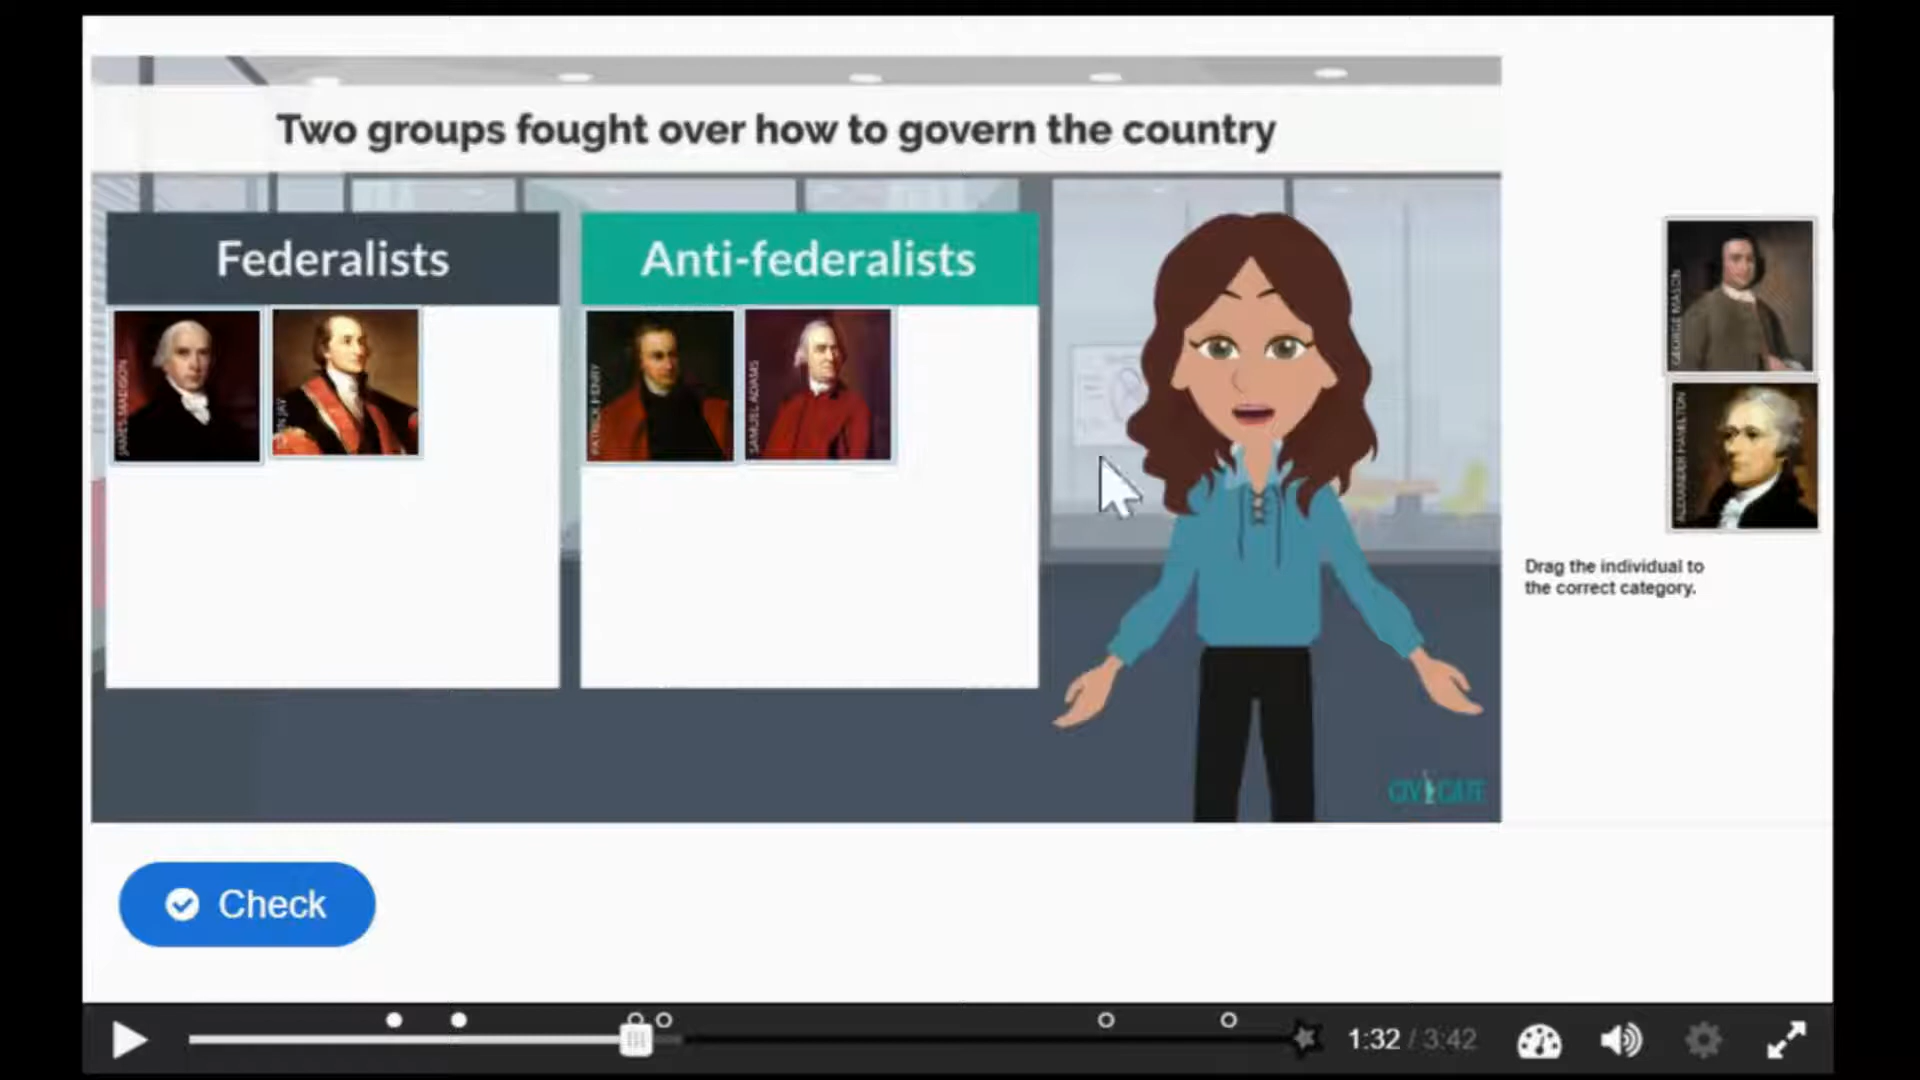 Two groups fought over how to govern the country
Federalists
Anti-federalists
JAMES MADISON
JAY
PATRICK HENRY
SAMUEL ADAMS
GEORGE MASON
ALEXANDER HAMILTON
Drag the individual to
the correct category.
Check
1:32 / 3:42